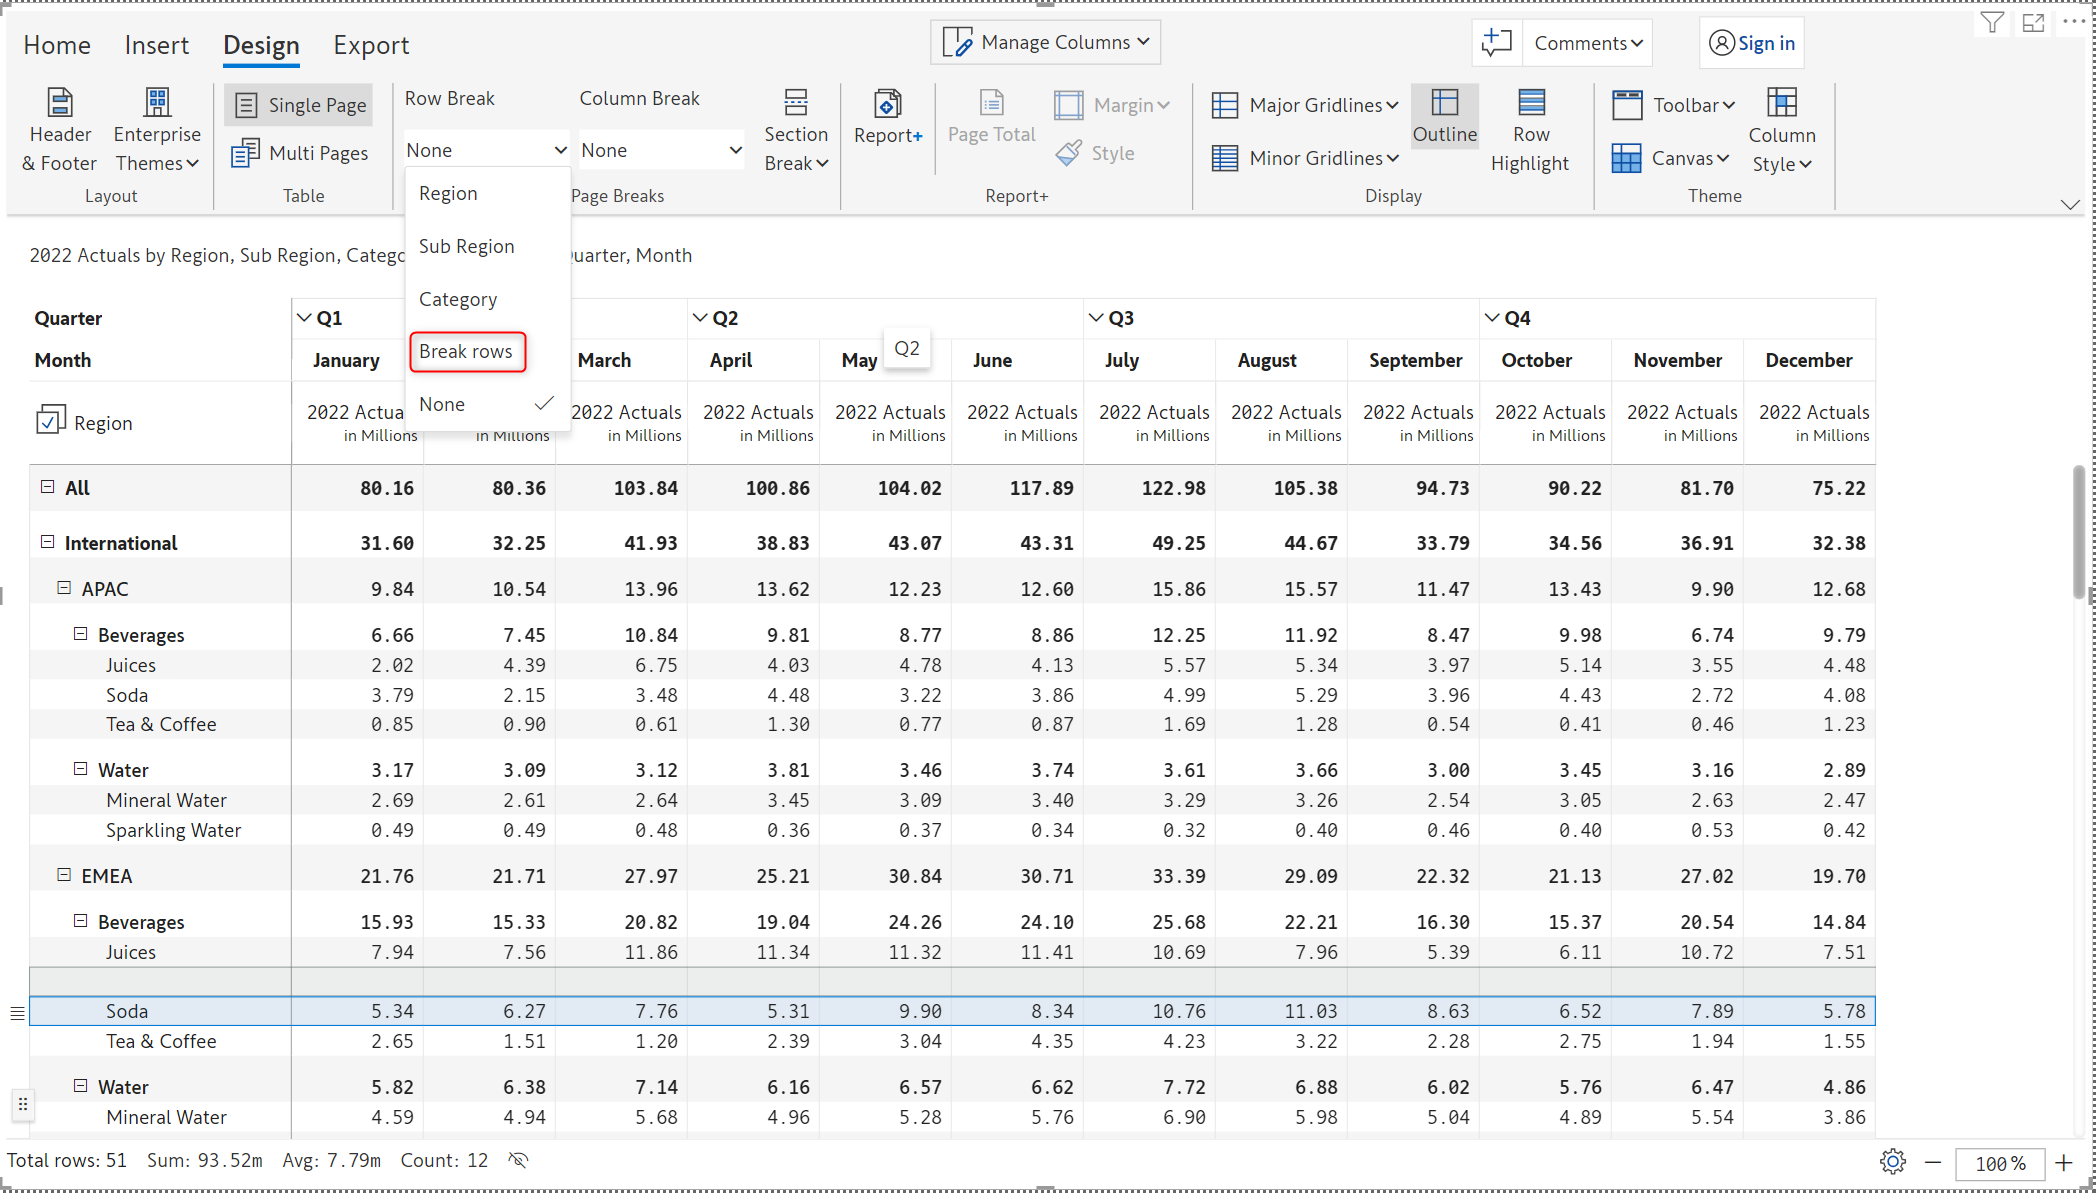 Home Insert Design Export Manage Columns Comments Sign in
Header & Footer
Enterprise Themes
Layout
Single Page
Multi Pages
Table
Row Break
None
Column Break
None
Section Break
Page Breaks
Report+
Page Total
Margin
Style
Report+
Major Gridlines
Minor Gridlines
Outline
Row Highlight
Display
Toolbar
Canvas
Column Style
Theme
Region
Sub Region
Category
Break rows
None
2022 Actuals by Region, Sub Region, Catego uarter, Month
Quarter Q1 Q2 Q3 Q4
Month January March April May June July August September October November December
Q2
Region 2022 Actua 2022 Actuals 2022 Actuals 2022 Actuals 2022 Actuals 2022 Actuals 2022 Actuals 2022 Actuals 2022 Actuals 2022 Actuals 2022 Actuals
in Millions in Millions in Millions in Millions in Millions in Millions in Millions in Millions in Millions in Millions in Millions in Millions
All 80.16 80.36 103.84 100.86 104.02 117.89 122.98 105.38 94.73 90.22 81.70 75.22
International 31.60 32.25 41.93 38.83 43.07 43.31 49.25 44.67 33.79 34.56 36.91 32.38
APAC 9.84 10.54 13.96 13.62 12.23 12.60 15.86 15.57 11.47 13.43 9.90 12.68
Beverages 6.66 7.45 10.84 9.81 8.77 8.86 12.25 11.92 8.47 9.98 6.74 9.79
Juices 2.02 4.39 6.75 4.03 4.78 4.13 5.57 5.34 3.97 5.14 3.55 4.48
Soda 3.79 2.15 3.48 4.48 3.22 3.86 4.99 5.29 3.96 4.43 2.72 4.08
Tea & Coffee 0.85 0.90 0.61 1.30 0.77 0.87 1.69 1.28 0.54 0.41 0.46 1.23
Water 3.17 3.09 3.12 3.81 3.46 3.74 3.61 3.66 3.00 3.45 3.16 2.89
Mineral Water 2.69 2.61 2.64 3.45 3.09 3.40 3.29 3.26 2.54 3.05 2.63 2.47
Sparkling Water 0.49 0.49 0.48 0.36 0.37 0.34 0.32 0.40 0.46 0.40 0.53 0.42
EMEA 21.76 21.71 27.97 25.21 30.84 30.71 33.39 29.09 22.32 21.13 27.02 19.70
Beverages 15.93 15.33 20.82 19.04 24.26 24.10 25.68 22.21 16.30 15.37 20.54 14.84
Juices 7.94 7.56 11.86 11.34 11.32 11.41 10.69 7.96 5.39 6.11 10.72 7.51
Soda 5.34 6.27 7.76 5.31 9.90 8.34 10.76 11.03 8.63 6.52 7.89 5.78
Tea & Coffee 2.65 1.51 1.20 2.39 3.04 4.35 4.23 3.22 2.28 2.75 1.94 1.55
Water 5.82 6.38 7.14 6.16 6.57 6.62 7.72 6.88 6.02 5.76 6.47 4.86
Mineral Water 4.59 4.94 5.68 4.96 5.28 5.76 6.90 5.98 5.04 4.89 5.54 3.86
Total rows: 51 Sum: 93.52m Avg: 7.79m Count: 12 100 %